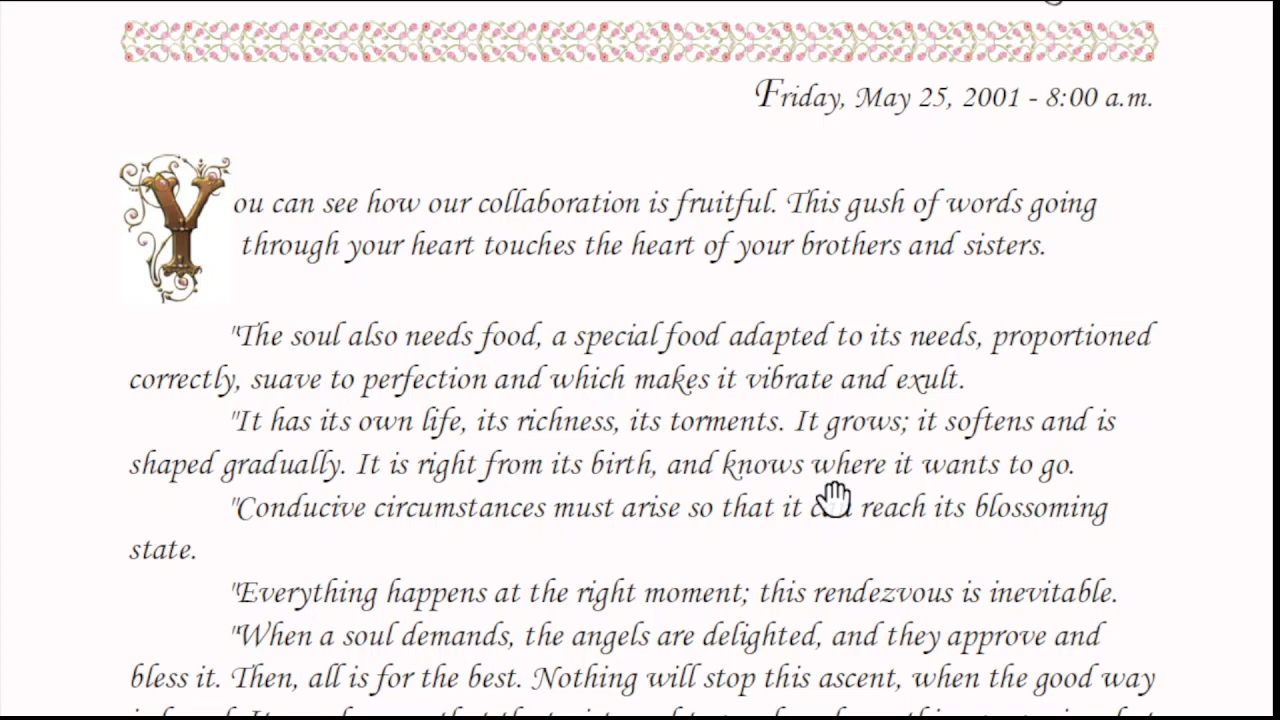 Friday, May 25, 2001 - 8:00 a.m.
You can see how our collaboration is fruitful. This gush of words going
through your heart touches the heart of your brothers and sisters.
"The soul also needs food, a special food adapted to its needs, proportioned
correctly, suave to perfection and which makes it vibrate and exult.
"It has its own life, its richness, its torments. It grows; it softens and is
shaped gradually. It is right from its birth, and knows where it wants to go.
"Conducive circumstances must arise so that it can reach its blossoming
state.
"Everything happens at the right moment; this rendezvous is inevitable.
"When a soul demands, the angels are delighted, and they approve and
bless it. Then, all is for the best. Nothing will stop this ascent, when the good way